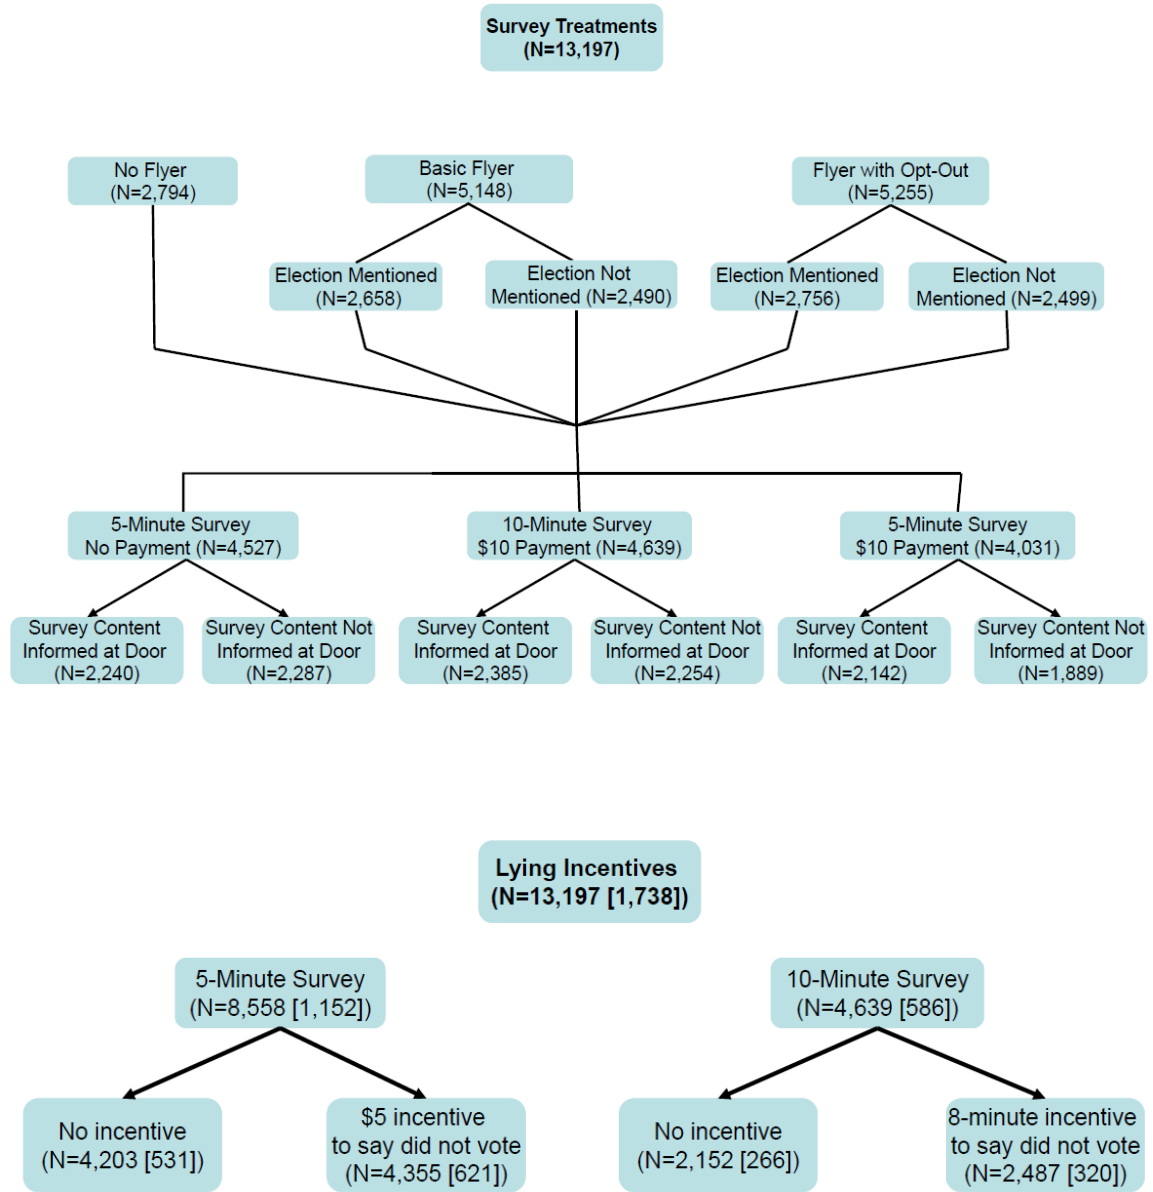 Survey Treatments
(N=13,197)
No Flyer
(N=2,794)
Basic Flyer
(N=5,148)
Flyer with Opt-Out
(N=5,255)
Election Mentioned
(N=2,658)
Election Not
Mentioned (N=2,490)
Election Mentioned
(N=2,756)
Election Not
Mentioned (N=2,499)
5-Minute Survey
No Payment (N=4,527)
10-Minute Survey
$10 Payment (N=4,639)
5-Minute Survey
$10 Payment (N=4,031)
Survey Content
Informed at Door
(N=2,240)
Survey Content Not
Informed at Door
(N=2,287)
Survey Content
Informed at Door
(N=2,385)
Survey Content Not
Informed at Door
(N=2,254)
Survey Content
Informed at Door
(N=2,142)
Survey Content Not
Informed at Door
(N=1,889)
Lying Incentives
(N=13,197 [1,738])
5-Minute Survey
(N=8,558 [1,152])
10-Minute Survey
(N=4,639 [586])
No incentive
(N=4,203 [531])
$5 incentive
to say did not vote
(N=4,355 [621])
No incentive
(N=2,152 [266])
8-minute incentive
to say did not vote
(N=2,487 [320])